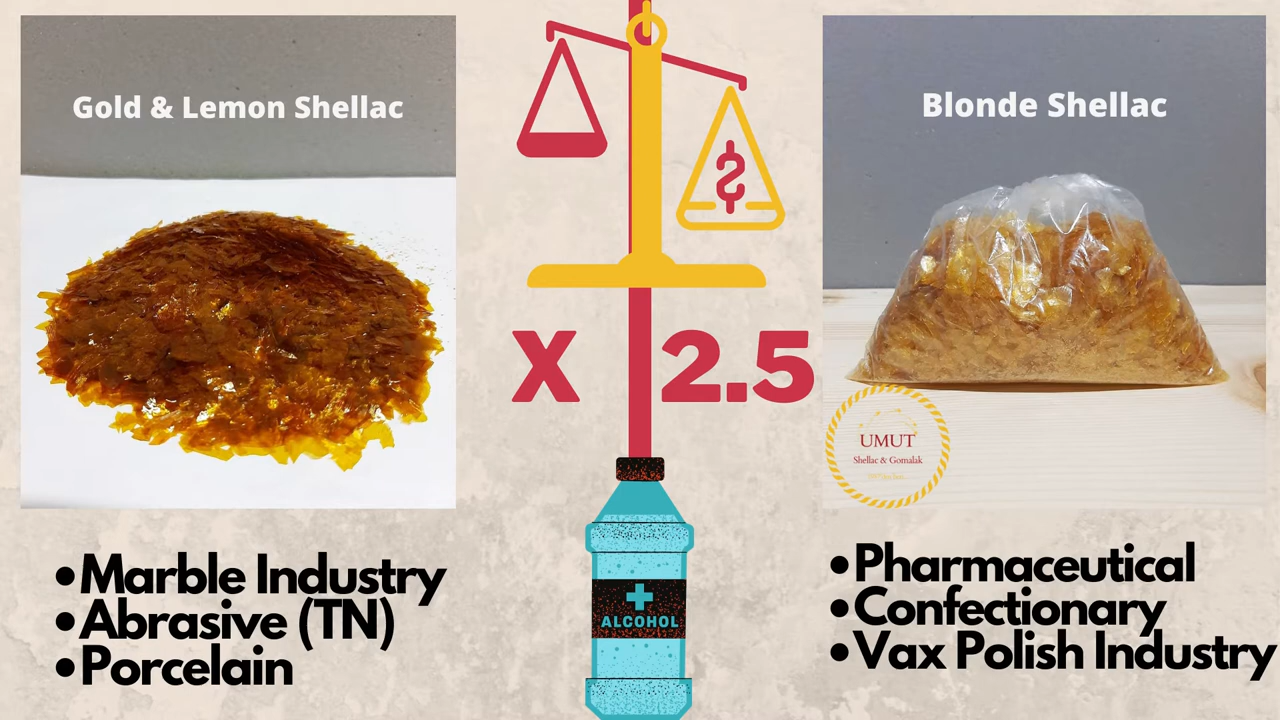 Gold & Lemon Shellac
•Marble Industry
•Abrasive (TN)
•Porcelain
$
X 2.5
ALCOHOL
Blonde Shellac
UMUT
Shellac & Gomalak
•Pharmaceutical
•Confectionary
•Vax Polish Industry